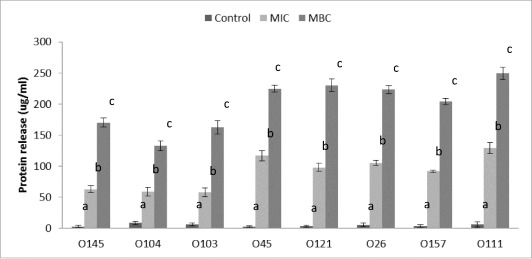 Control MIC MBC
Protein release (ug/ml)
300
250
200
150
100
50
0
a b c
a b c
a b c
a b c
a b c
a b c
a b c
a b c
O145 O104 O103 O45 O121 O26 O157 O111